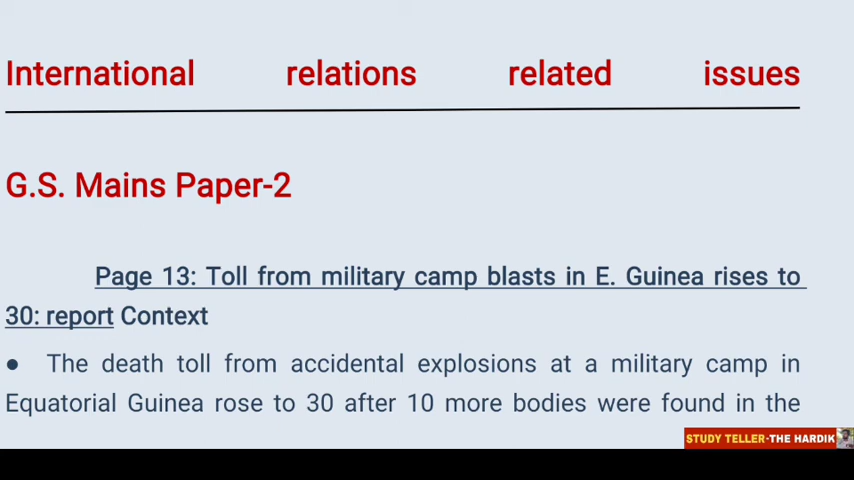 International relations related issues
G.S. Mains Paper-2
Page 13: Toll from military camp blasts in E. Guinea rises to
30: report Context
● The death toll from accidental explosions at a military camp in
Equatorial Guinea rose to 30 after 10 more bodies were found in the
STUDY TELLER-THE HARDIK